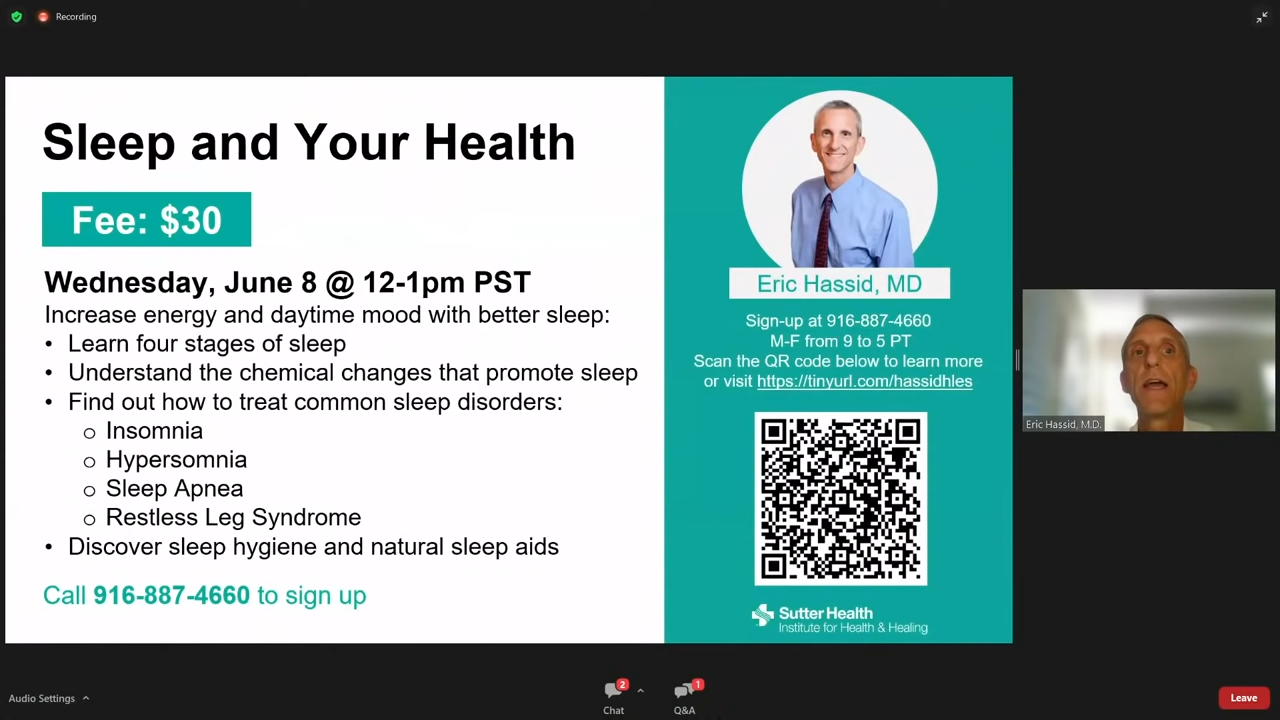 Recording
Sleep and Your Health
Fee: $30
Wednesday, June 8 @ 12-1pm PST
Increase energy and daytime mood with better sleep:
• Learn four stages of sleep
• Understand the chemical changes that promote sleep
• Find out how to treat common sleep disorders:
o Insomnia
o Hypersomnia
o Sleep Apnea
o Restless Leg Syndrome
• Discover sleep hygiene and natural sleep aids
Call 916-887-4660 to sign up
Eric Hassid, MD
Sign-up at 916-887-4660
M-F from 9 to 5 PT
Scan the QR code below to learn more
or visit https://tinyurl.com/hassidhles
Sutter Health
Institute for Health & Healing
Eric Hassid, M.D.
Audio Settings
2
Chat
1
Q&A
Leave